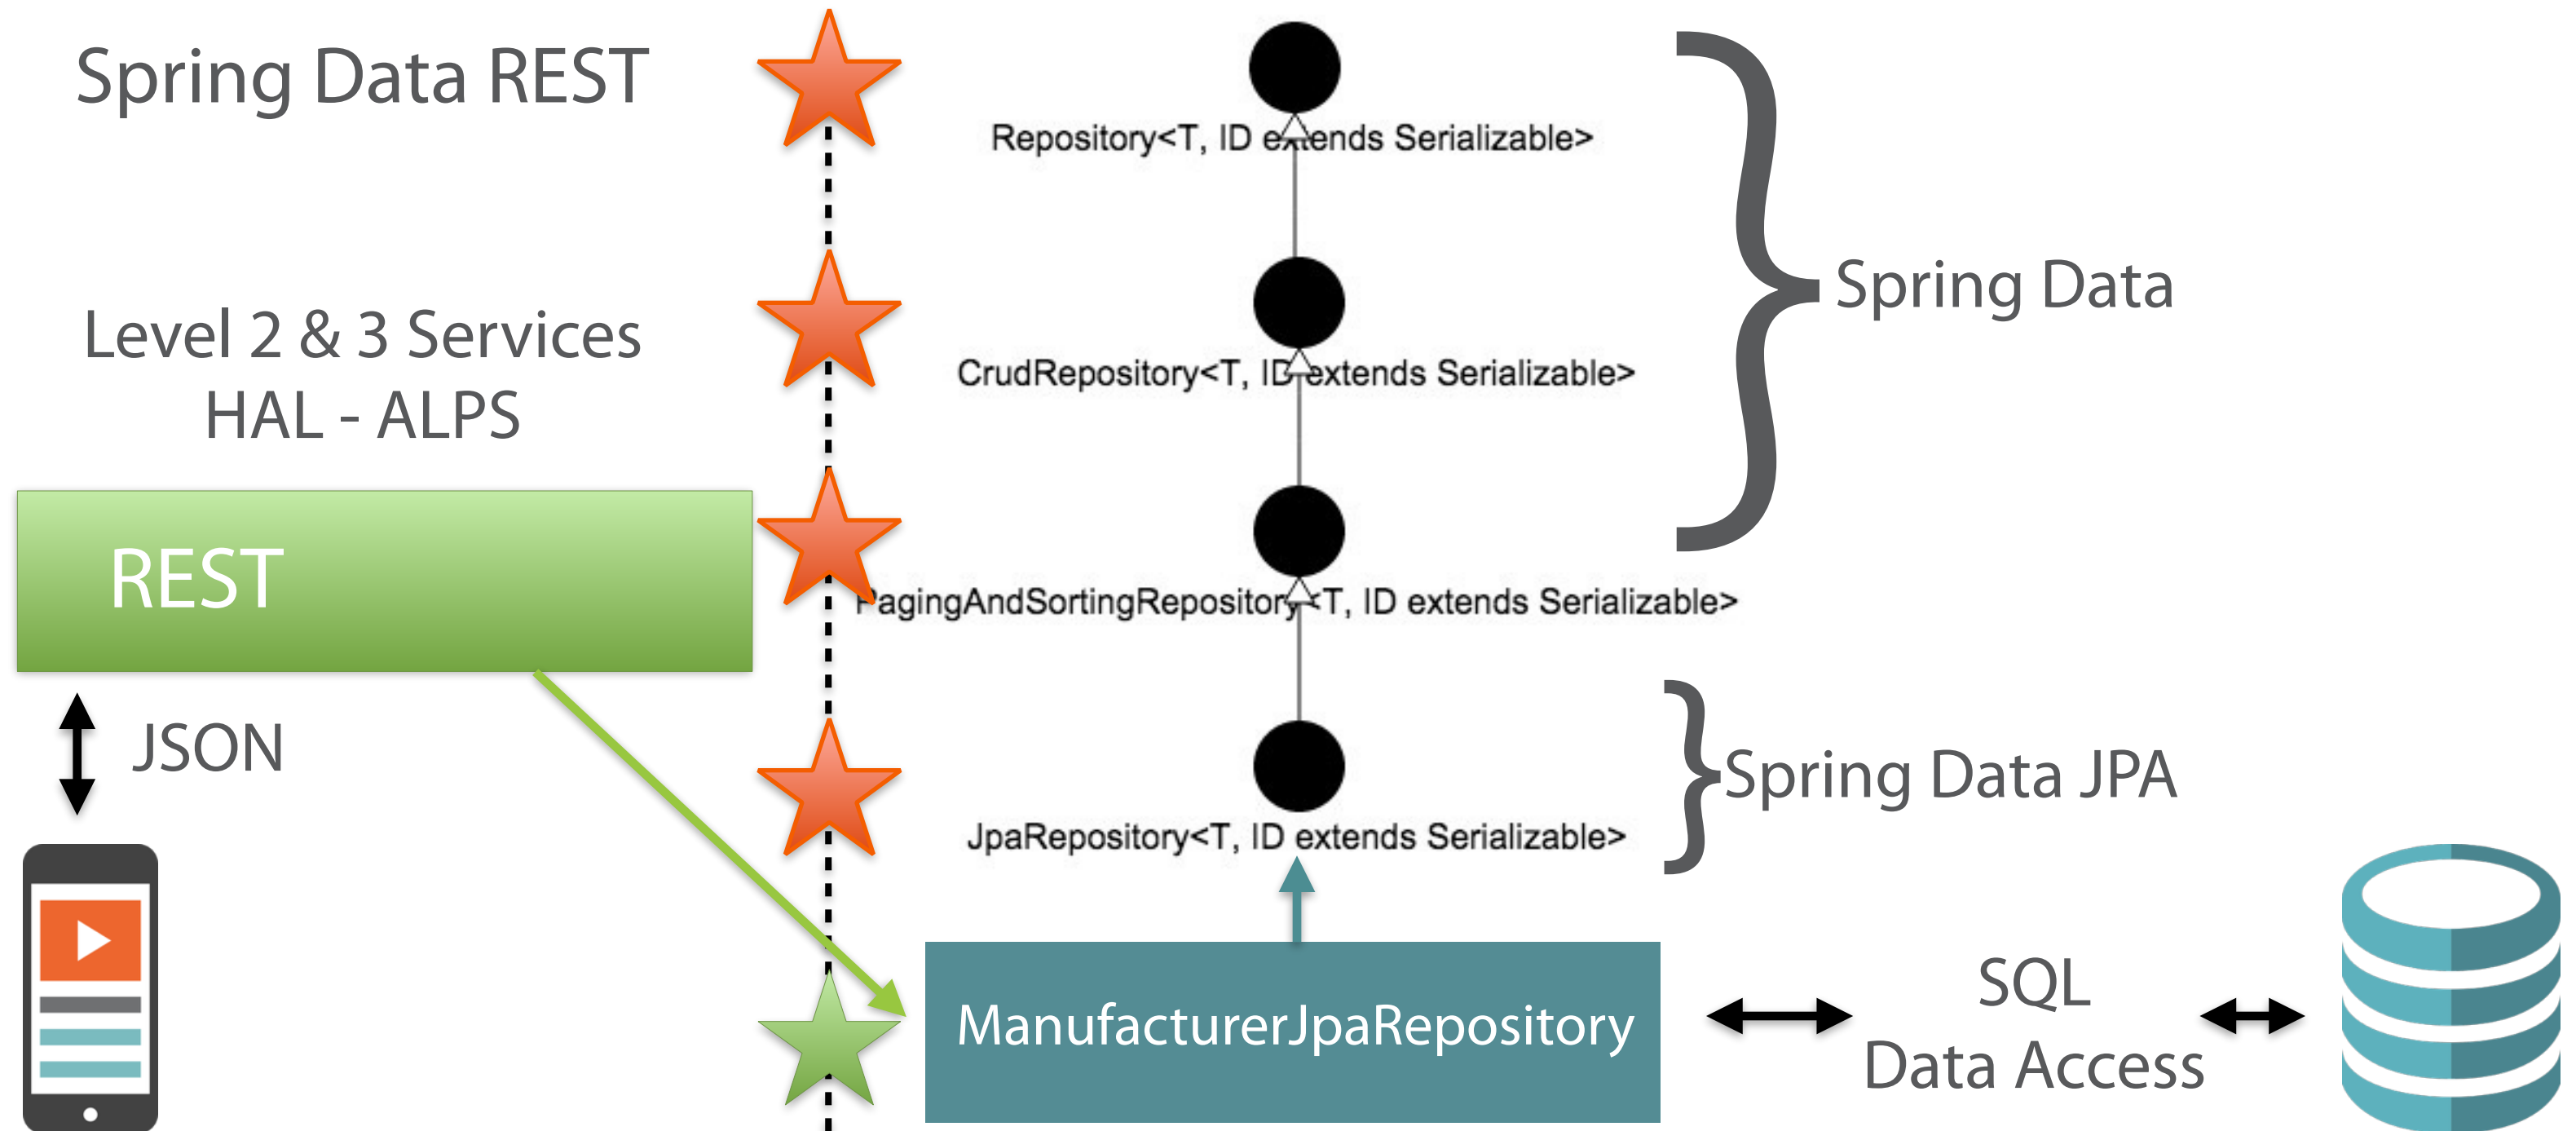 Spring Data REST
Repository<T, ID extends Serializable>
Spring Data
Level 2 & 3 Services
HAL - ALPS
CrudRepository<T, ID extends Serializable>
REST
PagingAndSortingRepository<T, ID extends Serializable>
JSON
Spring Data JPA
JpaRepository<T, ID extends Serializable>
ManufacturerJpaRepository
SQL
Data Access